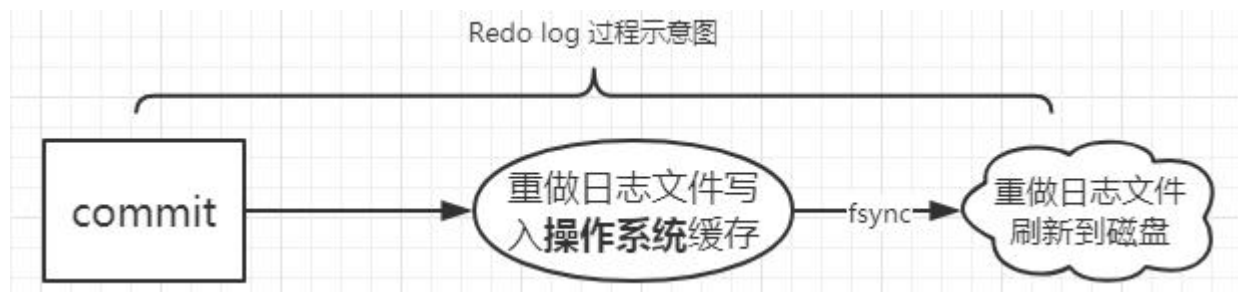 Redo log 过程示意图
commit
重做日志文件写
入操作系统缓存
fsync
重做日志文件
刷新到磁盘